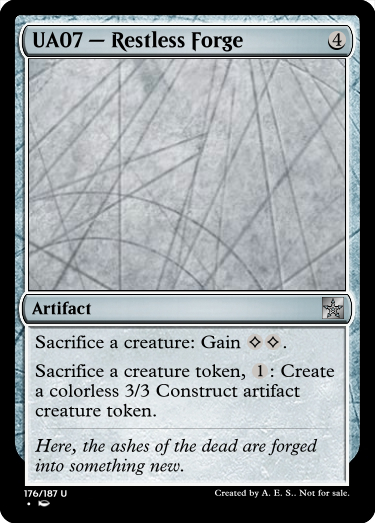 UA07 — Restless Forge 4
Artifact
Sacrifice a creature: Gain ◇◇.
Sacrifice a creature token, 1: Create
a colorless 3/3 Construct artifact
creature token.
Here, the ashes of the dead are forged
into something new.
176/187 U
Created by A. E. S.. Not for sale.